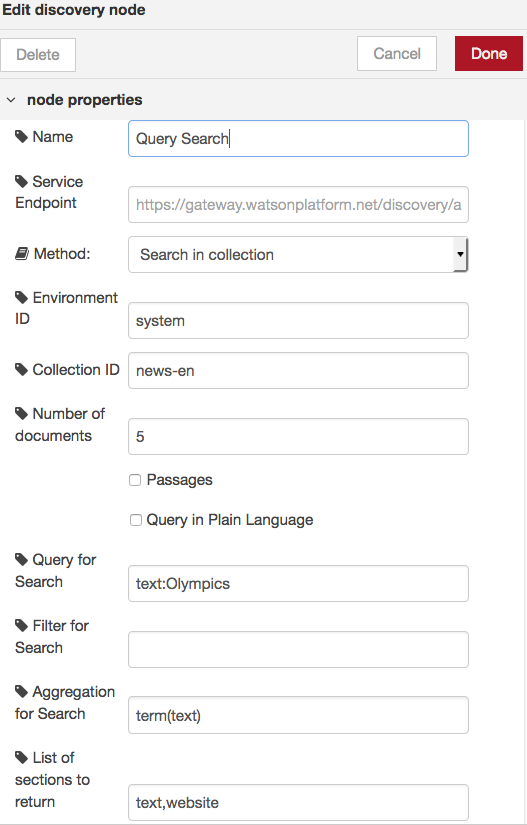 Edit discovery node
Delete
Cancel
Done
node properties
Name
Query Search
Service
Endpoint
https://gateway.watsonplatform.net/discovery/a
Method:
Search in collection
Environment
ID
system
Collection ID
news-en
Number of
documents
5
Passages
Query in Plain Language
Query for
Search
text:Olympics
Filter for
Search
Aggregation
for Search
term(text)
List of
sections to
return
text,website